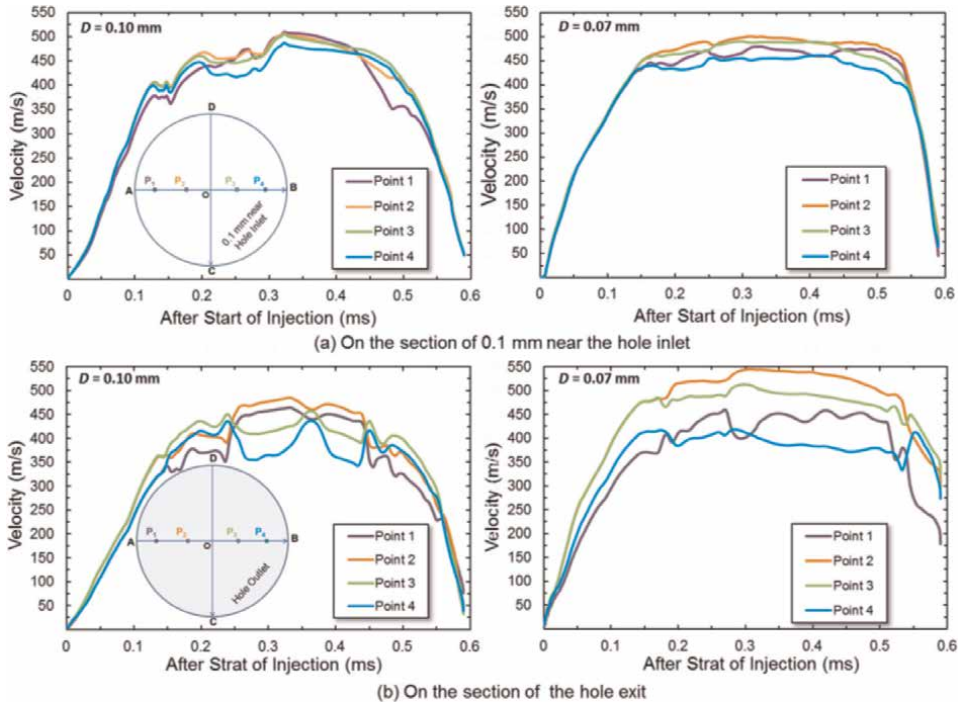 D = 0.10 mm
Velocity (m/s)
550
500
450
400
350
300
250
200
150
100
50
0 0.1 0.2 0.3 0.4 0.5 0.6
After Start of Injection (ms)
D
A P1 P2 O P3 P4 B
C
0.1 mm near
Hole Inlet
Point 1
Point 2
Point 3
Point 4
D = 0.07 mm
Velocity (m/s)
550
500
450
400
350
300
250
200
150
100
50
0 0.1 0.2 0.3 0.4 0.5 0.6
After Start of Injection (ms)
Point 1
Point 2
Point 3
Point 4
(a) On the section of 0.1 mm near the hole inlet
D = 0.10 mm
Velocity (m/s)
550
500
450
400
350
300
250
200
150
100
50
0 0.1 0.2 0.3 0.4 0.5 0.6
After Strat of Injection (ms)
D
A P1 P2 O P3 P4 B
C
Hole Outlet
Point 1
Point 2
Point 3
Point 4
D = 0.07 mm
Velocity (m/s)
550
500
450
400
350
300
250
200
150
100
50
0 0.1 0.2 0.3 0.4 0.5 0.6
After Strat of Injection (ms)
Point 1
Point 2
Point 3
Point 4
(b) On the section of the hole exit